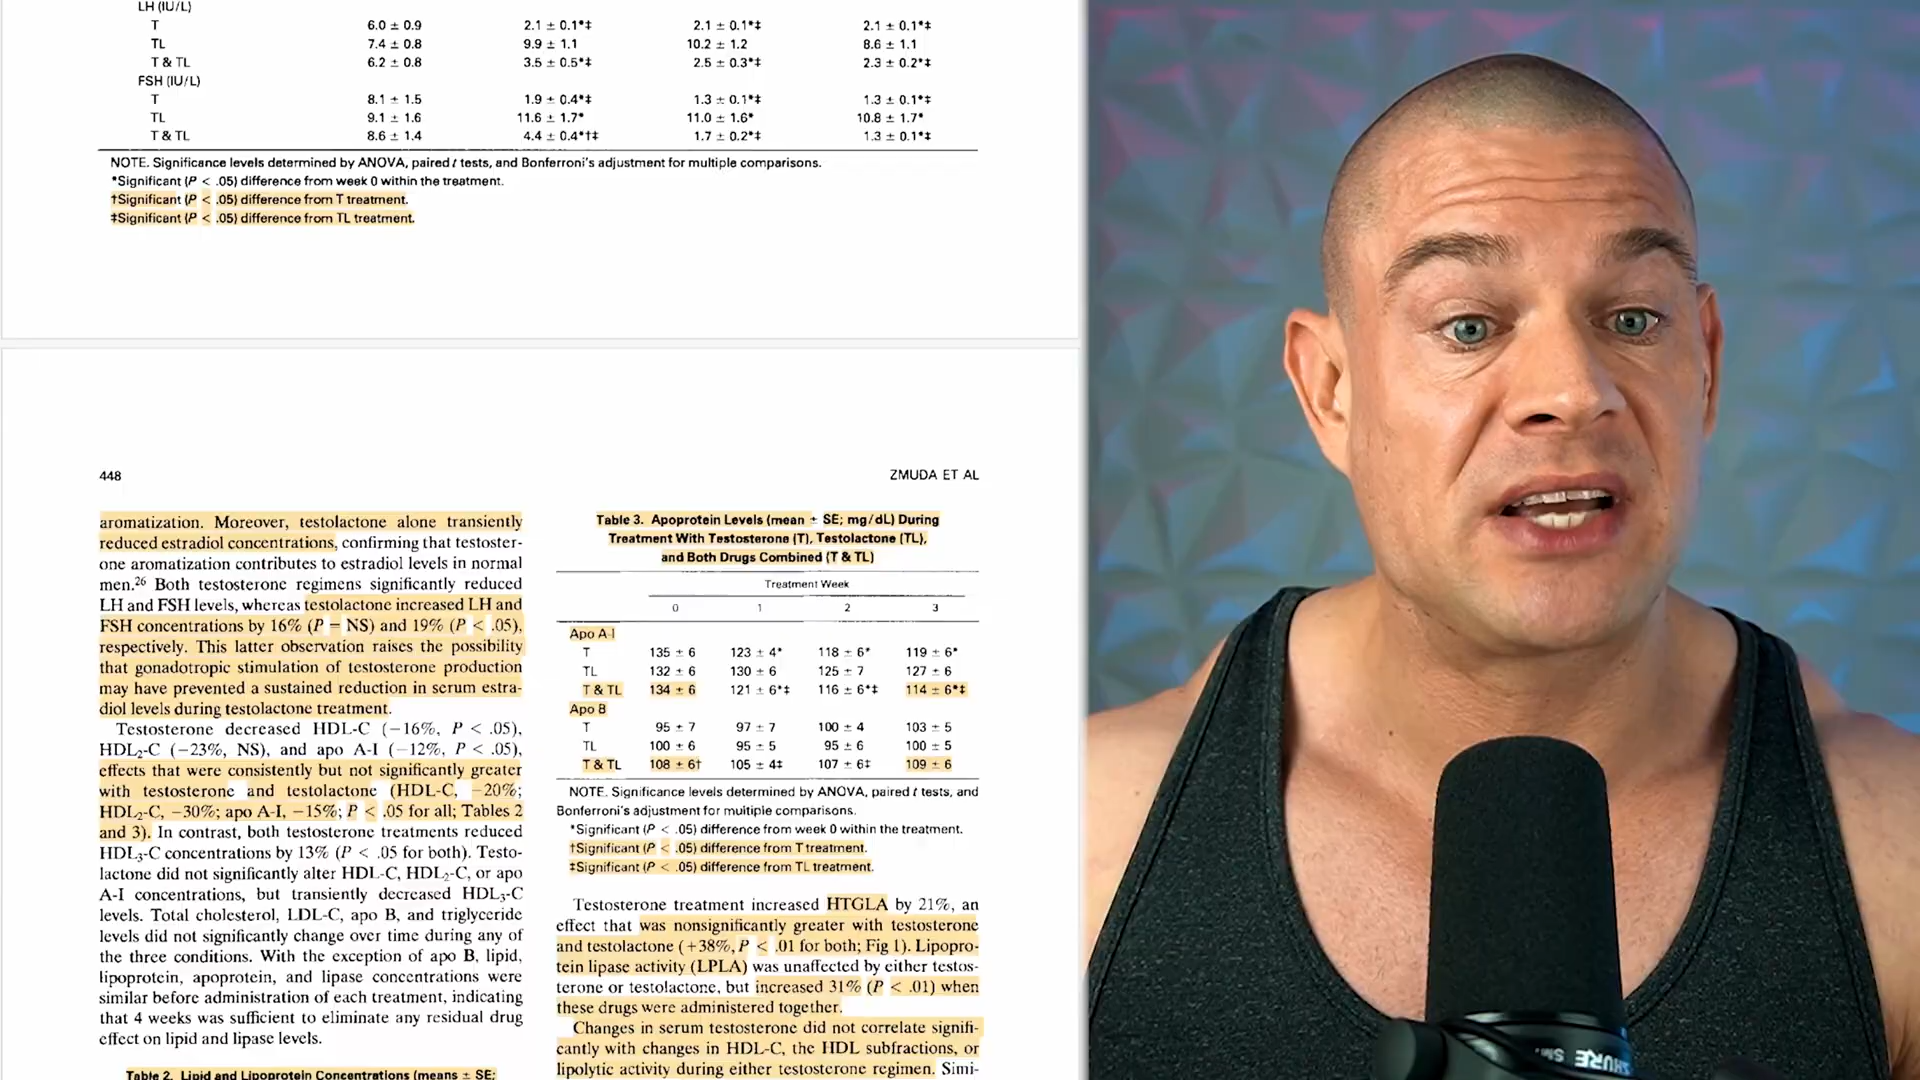 LH (IU/L)
T 6.0 ± 0.9 2.1 ± 0.1*‡ 2.1 ± 0.1*‡ 2.1 ± 0.1*‡
TL 7.4 ± 0.8 9.9 ± 1.1 10.2 ± 1.2 8.6 ± 1.1
T & TL 6.2 ± 0.8 3.5 ± 0.5*‡ 2.5 ± 0.3*‡ 2.3 ± 0.2*‡
FSH (IU/L)
T 8.1 ± 1.5 1.9 ± 0.4*‡ 1.3 ± 0.1*‡ 1.3 ± 0.1*‡
TL 9.1 ± 1.6 11.6 ± 1.7* 11.0 ± 1.6* 10.8 ± 1.7*
T & TL 8.6 ± 1.4 4.4 ± 0.4*†‡ 1.7 ± 0.2*‡ 1.3 ± 0.1*‡
NOTE. Significance levels determined by ANOVA, paired t tests, and Bonferroni's adjustment for multiple comparisons.
*Significant (P < .05) difference from week 0 within the treatment.
†Significant (P < .05) difference from T treatment.
‡Significant (P < .05) difference from TL treatment.
448
ZMUDA ET AL
aromatization. Moreover, testolactone alone transiently
reduced estradiol concentrations, confirming that testoster-
one aromatization contributes to estradiol levels in normal
men.26 Both testosterone regimens significantly reduced
LH and FSH levels, whereas testolactone increased LH and
FSH concentrations by 16% (P = NS) and 19% (P < .05),
respectively. This latter observation raises the possibility
that gonadotropic stimulation of testosterone production
may have prevented a sustained reduction in serum estra-
diol levels during testolactone treatment.
Testosterone decreased HDL-C (−16%, P < .05),
HDL2-C (−23%, NS), and apo A-I (−12%, P < .05),
effects that were consistently but not significantly greater
with testosterone and testolactone (HDL-C, −20%;
HDL2-C, −30%; apo A-I, −15%; P < .05 for all; Tables 2
and 3). In contrast, both testosterone treatments reduced
HDL3-C concentrations by 13% (P < .05 for both). Testo-
lactone did not significantly alter HDL-C, HDL2-C, or apo
A-I concentrations, but transiently decreased HDL3-C
levels. Total cholesterol, LDL-C, apo B, and triglyceride
levels did not significantly change over time during any of
the three conditions. With the exception of apo B, lipid,
lipoprotein, apoprotein, and lipase concentrations were
similar before administration of each treatment, indicating
that 4 weeks was sufficient to eliminate any residual drug
effect on lipid and lipase levels.
Table 2. Lipid and Lipoprotein Concentrations (means ± SE;
Table 3. Apoprotein Levels (mean ± SE; mg/dL) During
Treatment With Testosterone (T), Testolactone (TL),
and Both Drugs Combined (T & TL)
Treatment Week
0 1 2 3
Apo A-I
T 135 ± 6 123 ± 4* 118 ± 6* 119 ± 6*
TL 132 ± 6 130 ± 6 125 ± 7 127 ± 6
T & TL 134 ± 6 121 ± 6*‡ 116 ± 6*‡ 114 ± 6*‡
Apo B
T 95 ± 7 97 ± 7 100 ± 4 103 ± 5
TL 100 ± 6 95 ± 5 95 ± 6 100 ± 5
T & TL 108 ± 6† 105 ± 4‡ 107 ± 6‡ 109 ± 6
NOTE. Significance levels determined by ANOVA, paired t tests, and
Bonferroni's adjustment for multiple comparisons.
*Significant (P < .05) difference from week 0 within the treatment.
†Significant (P < .05) difference from T treatment.
‡Significant (P < .05) difference from TL treatment.
Testosterone treatment increased HTGLA by 21%, an
effect that was nonsignificantly greater with testosterone
and testolactone (+38%, P < .01 for both; Fig 1). Lipopro-
tein lipase activity (LPLA) was unaffected by either testos-
terone or testolactone, but increased 31% (P < .01) when
these drugs were administered together.
Changes in serum testosterone did not correlate signifi-
cantly with changes in HDL-C, the HDL subfractions, or
lipolytic activity during either testosterone regimen. Simi-
SHURE SM